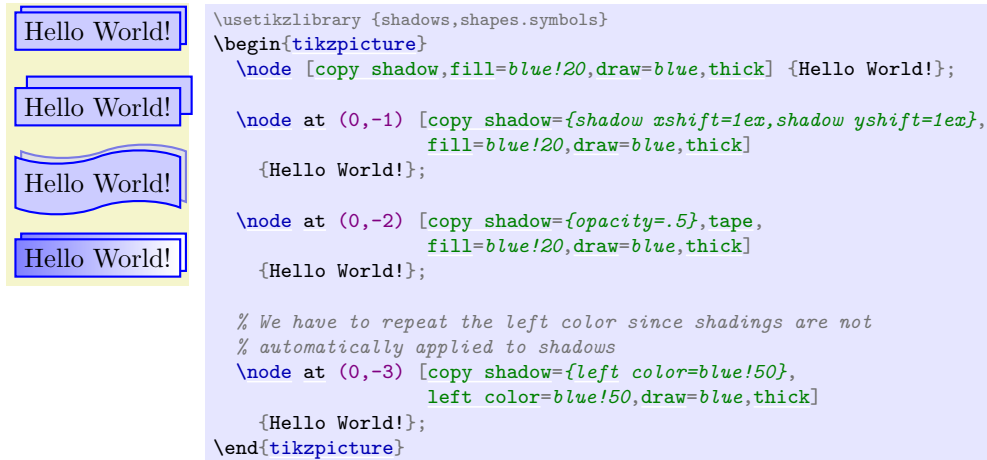 Hello World!
Hello World!
Hello World!
Hello World!
\usetikzlibrary {shadows,shapes.symbols}
\begin{tikzpicture}
  \node [copy shadow,fill=blue!20,draw=blue,thick] {Hello World!};

  \node at (0,-1) [copy shadow={shadow xshift=1ex,shadow yshift=1ex},
                   fill=blue!20,draw=blue,thick]
    {Hello World!};

  \node at (0,-2) [copy shadow={opacity=.5},tape,
                   fill=blue!20,draw=blue,thick]
    {Hello World!};

  % We have to repeat the left color since shadings are not
  % automatically applied to shadows
  \node at (0,-3) [copy shadow={left color=blue!50},
                   left color=blue!50,draw=blue,thick]
    {Hello World!};
\end{tikzpicture}